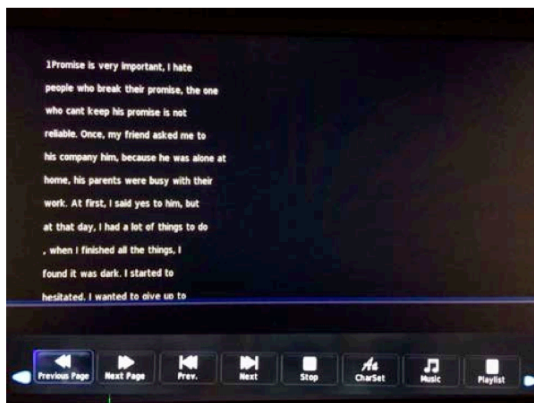 1Promise is very important, I hate
people who break their promise, the one
who cant keep his promise is not
reliable. Once, my friend asked me to
his company him, because he was alone at
home, his parents were busy with their
work. At first, I said yes to him, but
at that day, I had a lot of things to do
, when I finished all the things, I
found it was dark. I started to
hesitated, I wanted to give up to
Previous Page Next Page Prev. Next Stop Aa CharSet Music Playlist